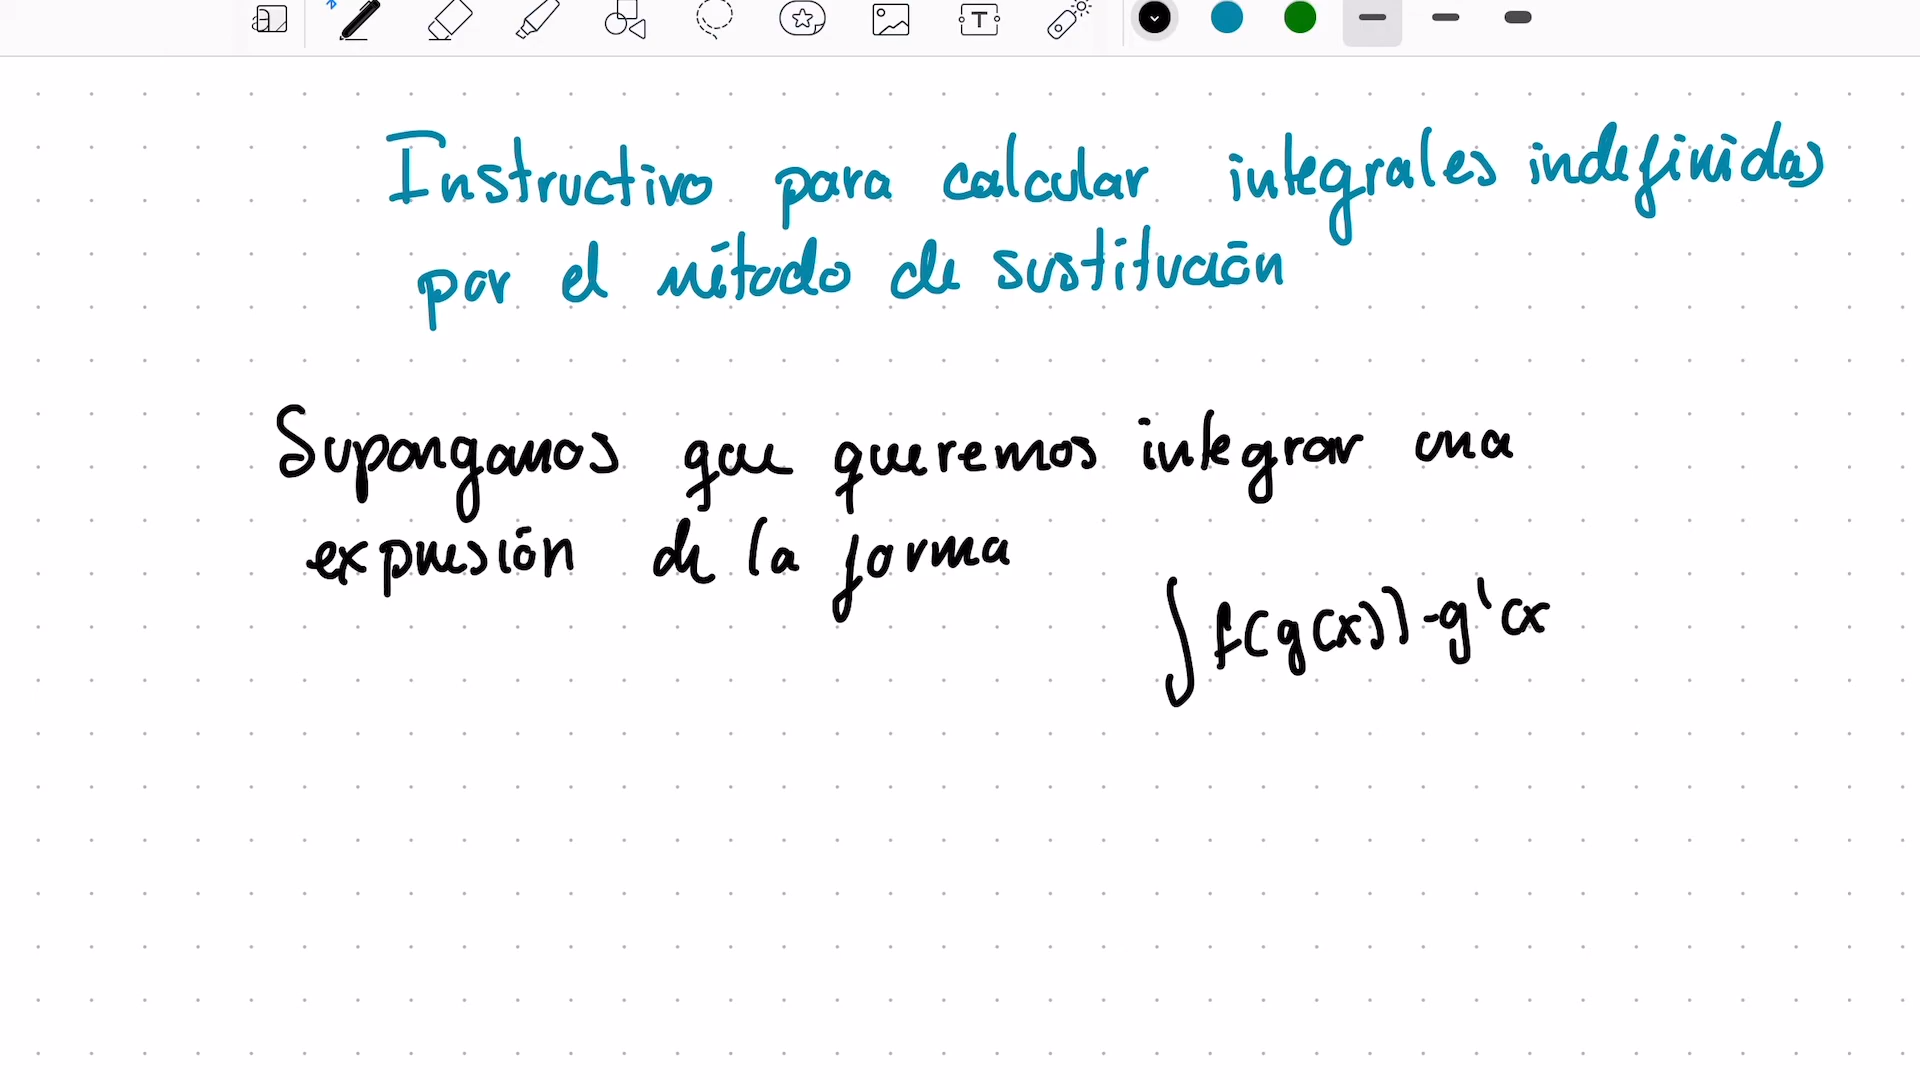 Instructivo para calcular integrales indefinidas
por el método de sustitución
Supongamos que queremos integrar una
expresión de la forma
∫ f(g(x))·g'(x